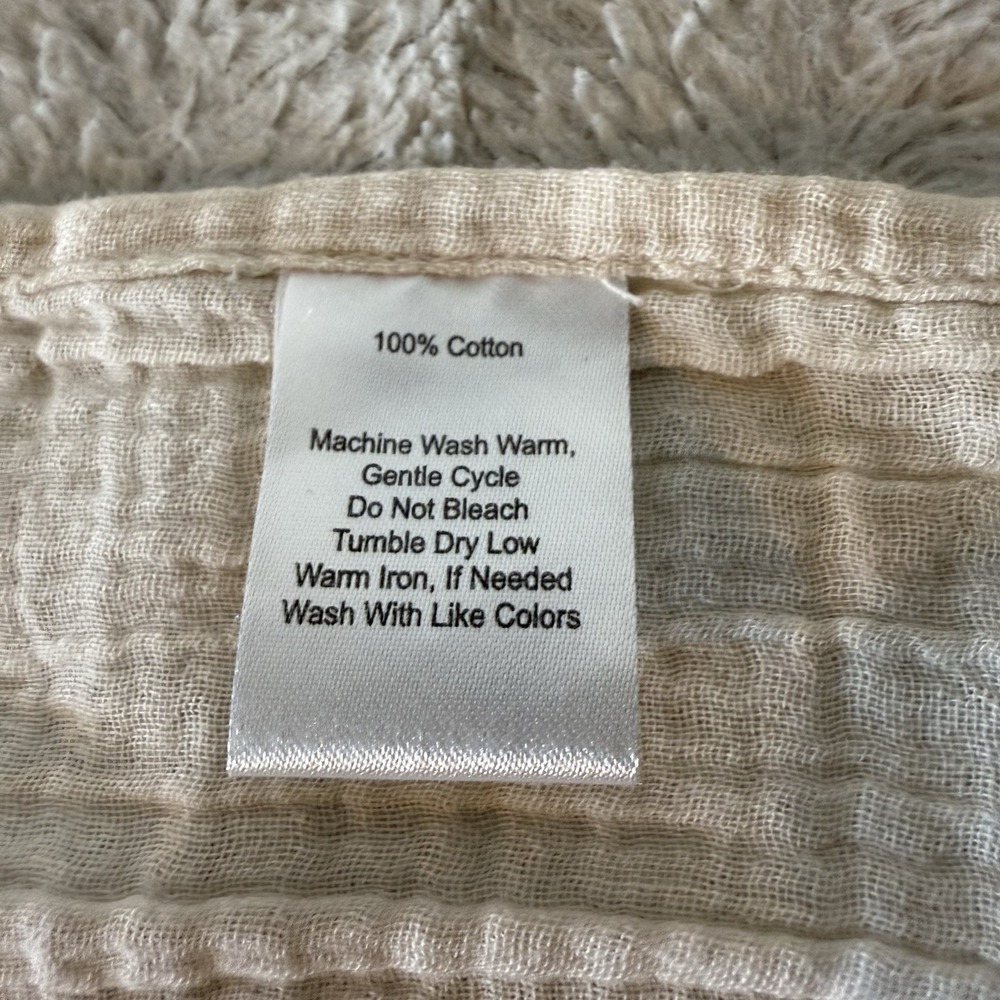 100% Cotton
Machine Wash Warm,
Gentle Cycle
Do Not Bleach
Tumble Dry Low
Warm Iron, If Needed
Wash With Like Colors